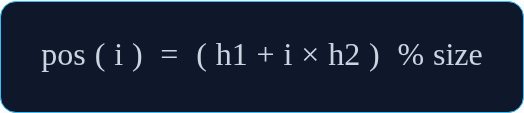 pos ( i ) = ( h1 + i × h2 ) % size